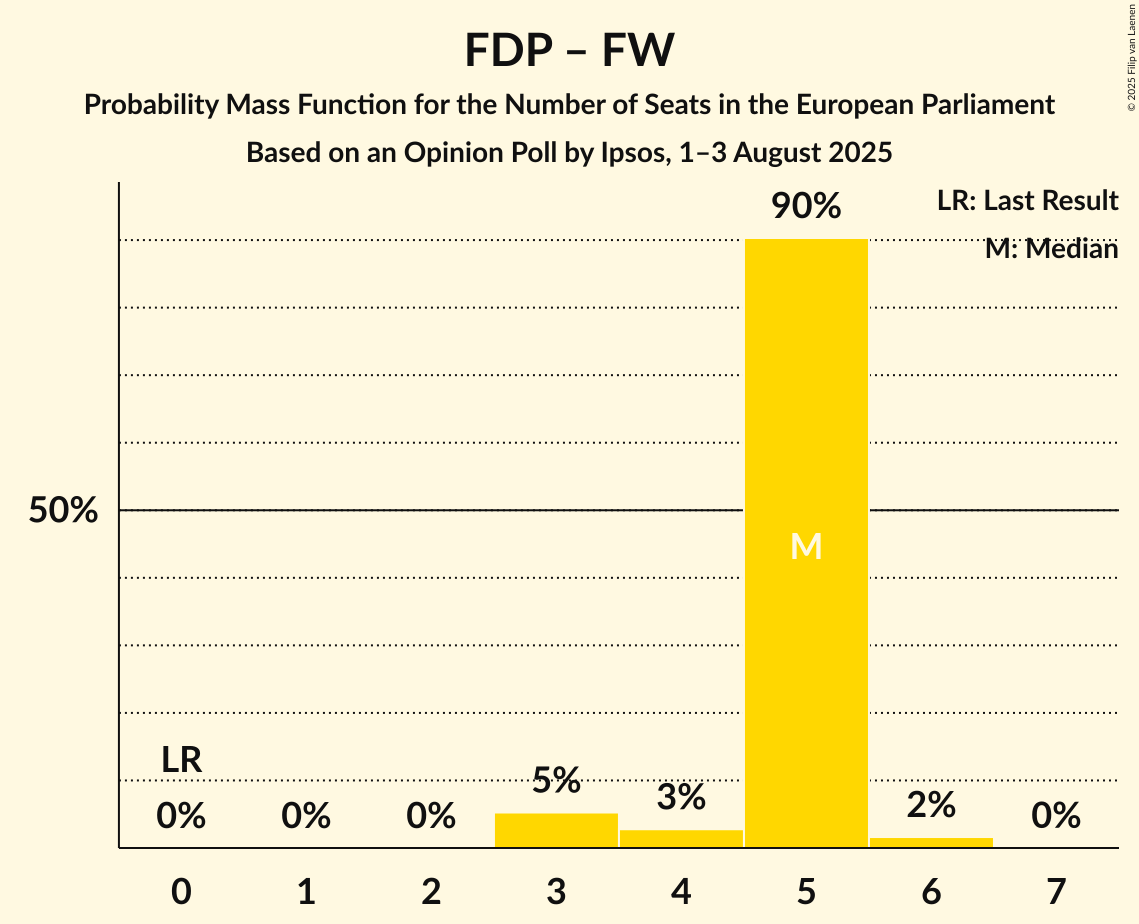 FDP – FW
Probability Mass Function for the Number of Seats in the European Parliament
Based on an Opinion Poll by Ipsos, 1–3 August 2025
© 2025 Filip van Laenen
LR: Last Result
M: Median
90%
50%
M
LR
0%
0%
0%
5%
3%
2%
0%
0
1
2
3
4
5
6
7